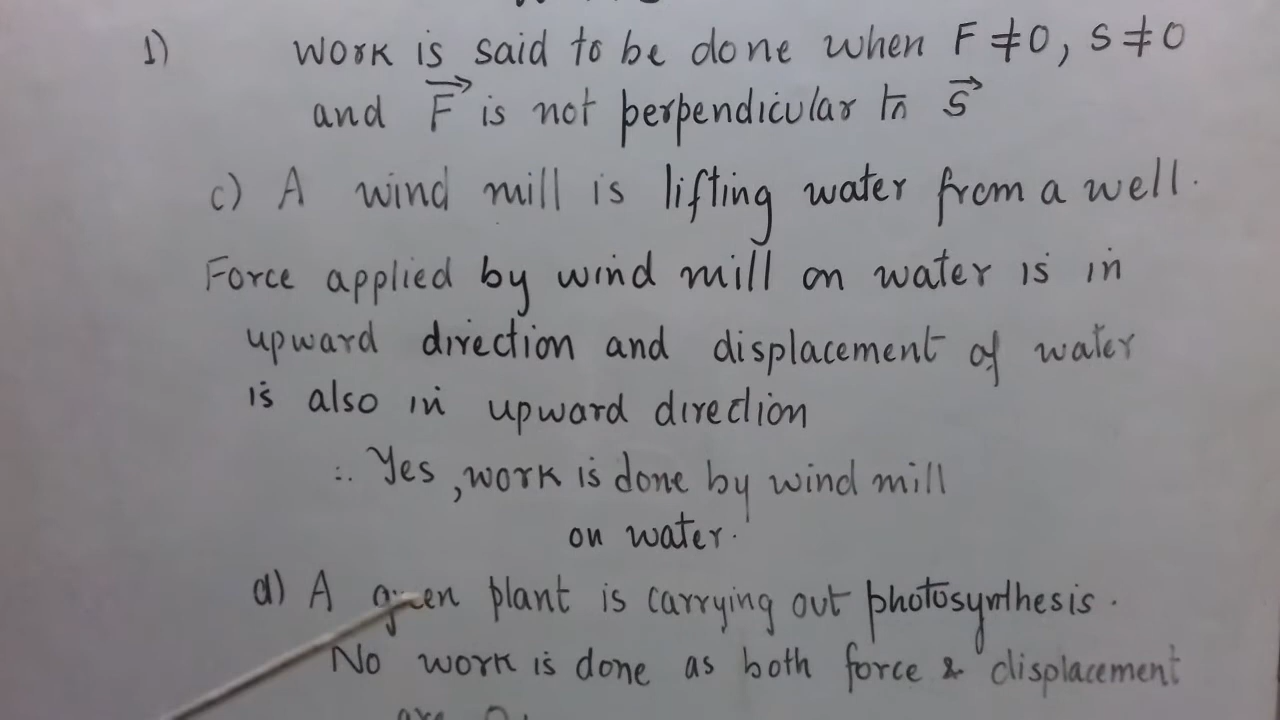 1) Work is said to be done when F ≠ 0, S ≠ 0
and F⃗ is not perpendicular to S⃗
c) A wind mill is lifting water from a well.
Force applied by wind mill on water is in
upward direction and displacement of water
is also in upward direction
∴ Yes, work is done by wind mill
on water.
d) A green plant is carrying out photosynthesis.
No work is done as both force & displacement
are